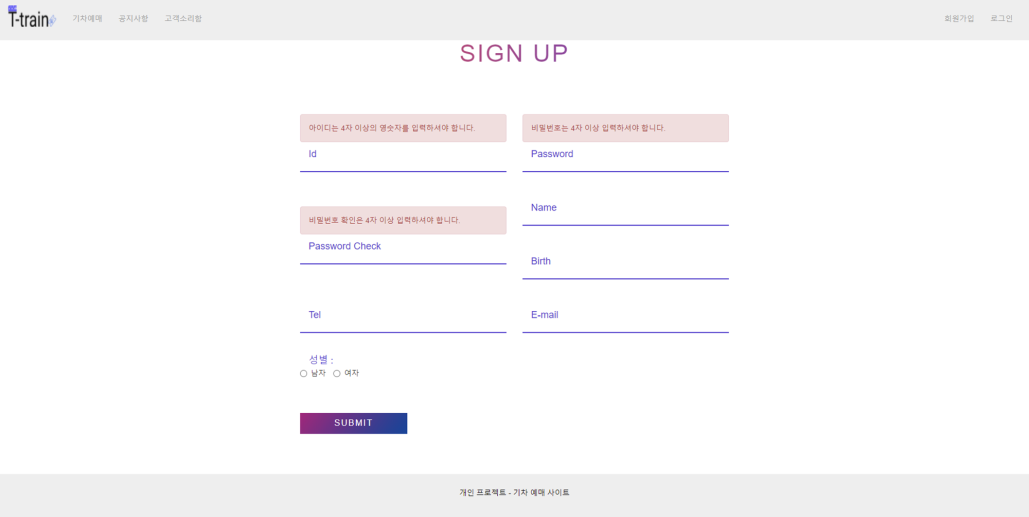 T-train
기차예매 공지사항 고객소리함 회원가입 로그인
SIGN UP
아이디는 4자 이상의 영숫자를 입력하셔야 합니다.
비밀번호는 4자 이상 입력하셔야 합니다.
Id
Password
Name
비밀번호 확인은 4자 이상 입력하셔야 합니다.
Password Check
Birth
Tel
E-mail
성별 :
남자 여자
SUBMIT
개인 프로젝트 - 기차 예매 사이트